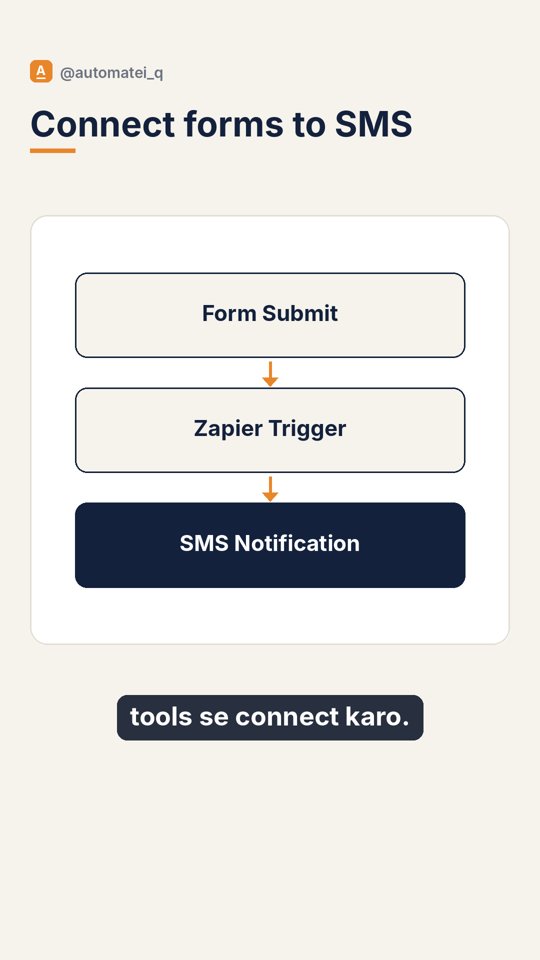 A
@automatei_q
Connect forms to SMS
Form Submit
Zapier Trigger
SMS Notification
tools se connect karo.